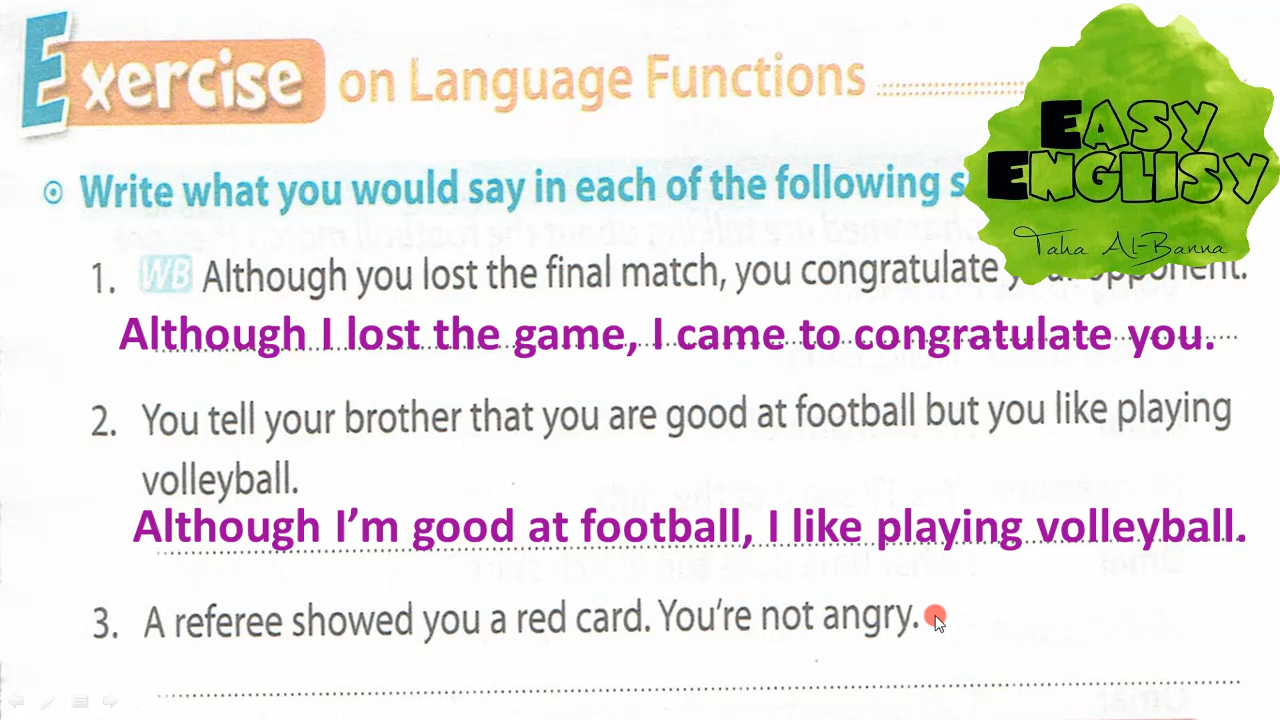 Exercise on Language Functions
EASY
ENGLISY
Taha Al-Banna
Write what you would say in each of the following
1. WB Although you lost the final match, you congratulate your opponent.
Although I lost the game, I came to congratulate you.
2. You tell your brother that you are good at football but you like playing
volleyball.
Although I'm good at football, I like playing volleyball.
3. A referee showed you a red card. You're not angry.